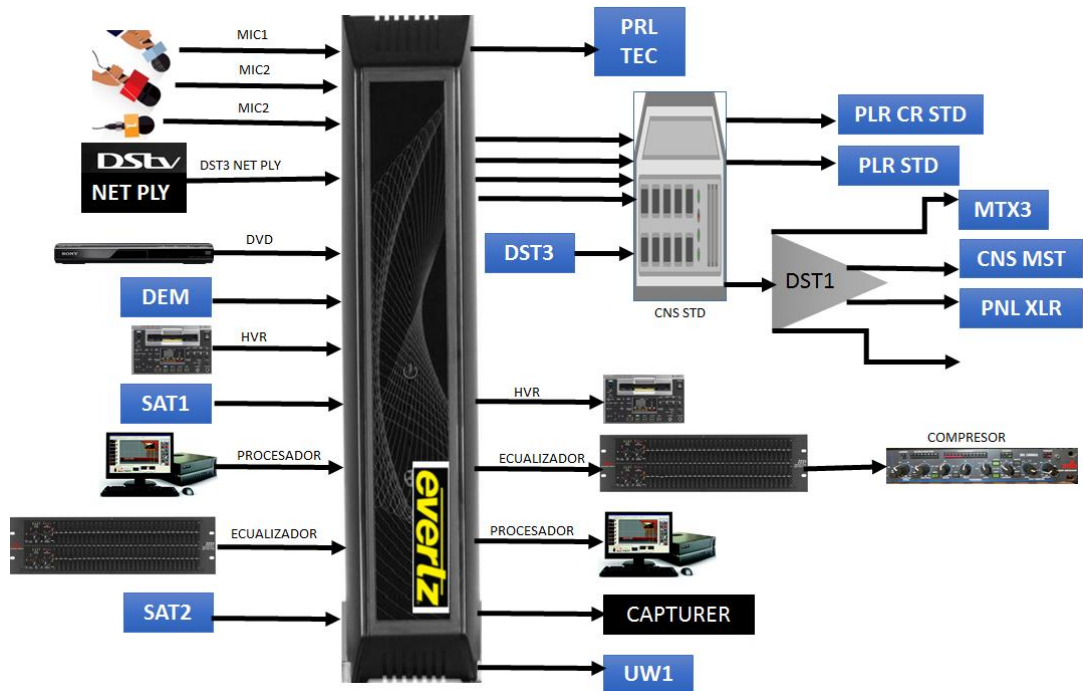 MIC1
MIC2
MIC2
DStv
NET PLY
DST3 NET PLY
DVD
SONY
DEM
HVR
SAT1
PROCESADOR
ECUALIZADOR
SAT2
evertz
PRL
TEC
PLR CR STD
PLR STD
DST3
CNS STD
DST1
MTX3
CNS MST
PNL XLR
HVR
ECUALIZADOR
COMPRESOR
PROCESADOR
CAPTURER
UW1